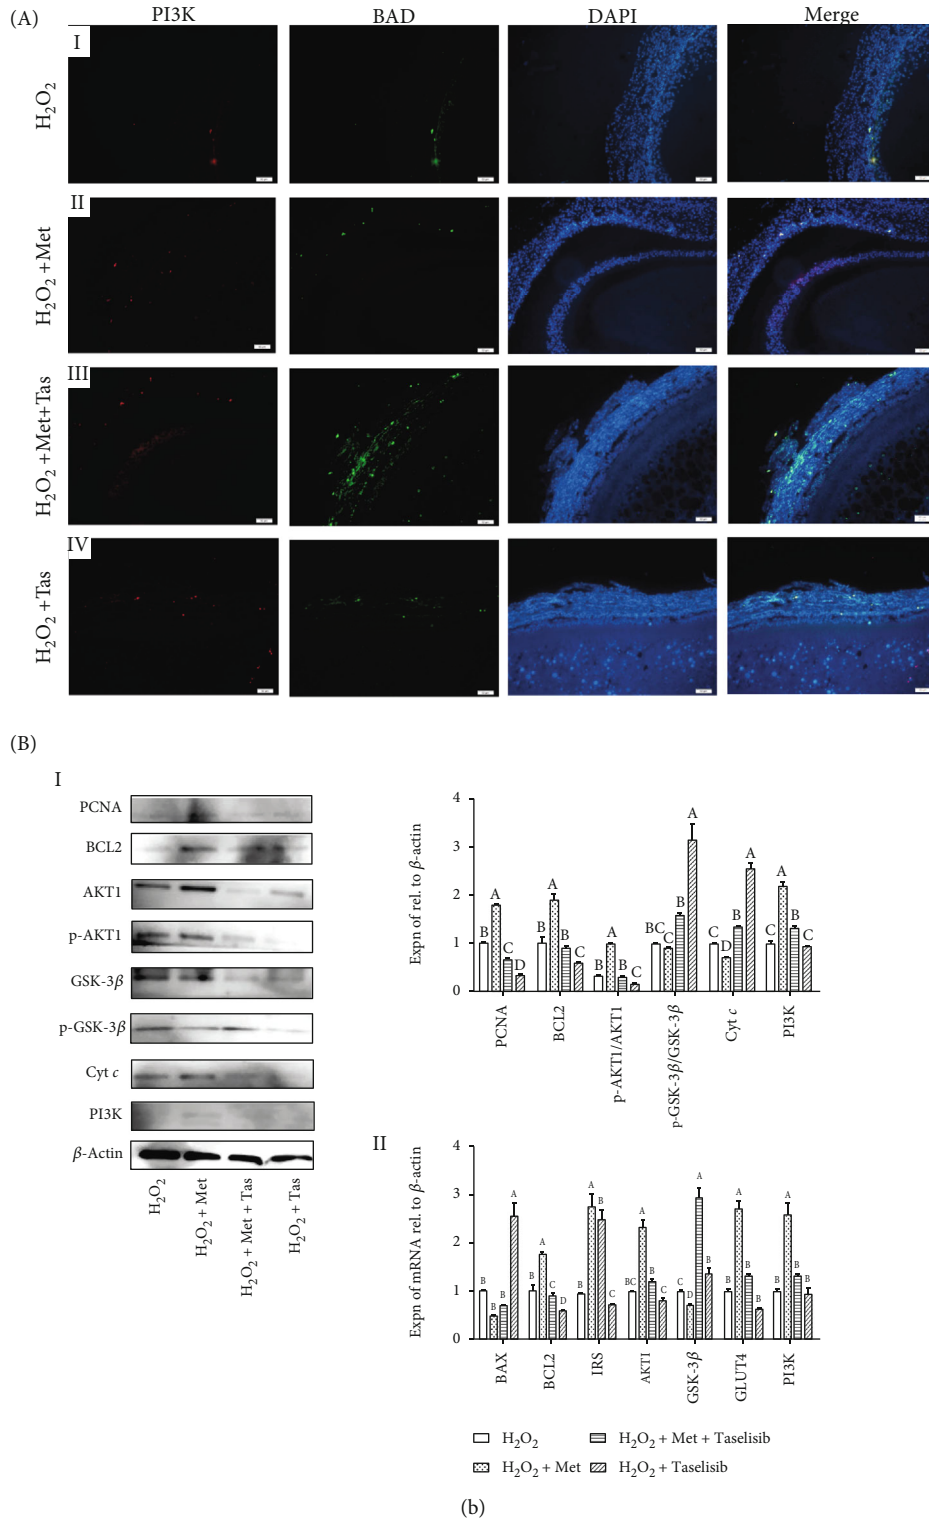 (A)
PI3K
BAD
DAPI
Merge
I
H₂O₂
II
H₂O₂ +Met
III
H₂O₂ +Met+Tas
IV
H₂O₂ +Tas
(B)
I
PCNA
BCL2
AKT1
p-AKT1
GSK-3β
p-GSK-3β
Cyt c
PI3K
β-Actin
H₂O₂
H₂O₂ + Met
H₂O₂ + Met + Tas
H₂O₂ + Tas
Expn of rel. to β-actin
4
3
2
1
0
B A C D
B A B C
B A B C
BC C B A
C D B A
C A B C
PCNA
BCL2
p-AKT1/AKT1
p-GSK-3β/GSK-3β
Cyt c
PI3K
II
Expn of mRNA rel. to β-actin
4
3
2
1
0
B B B A
B A C D
B A B C
BC A B C
C D A B
B A B B
B A B B
BAX
BCL2
IRS
AKT1
GSK-3β
GLUT4
PI3K
H₂O₂
H₂O₂ + Met + Taselisib
H₂O₂ + Met
H₂O₂ + Taselisib
(b)